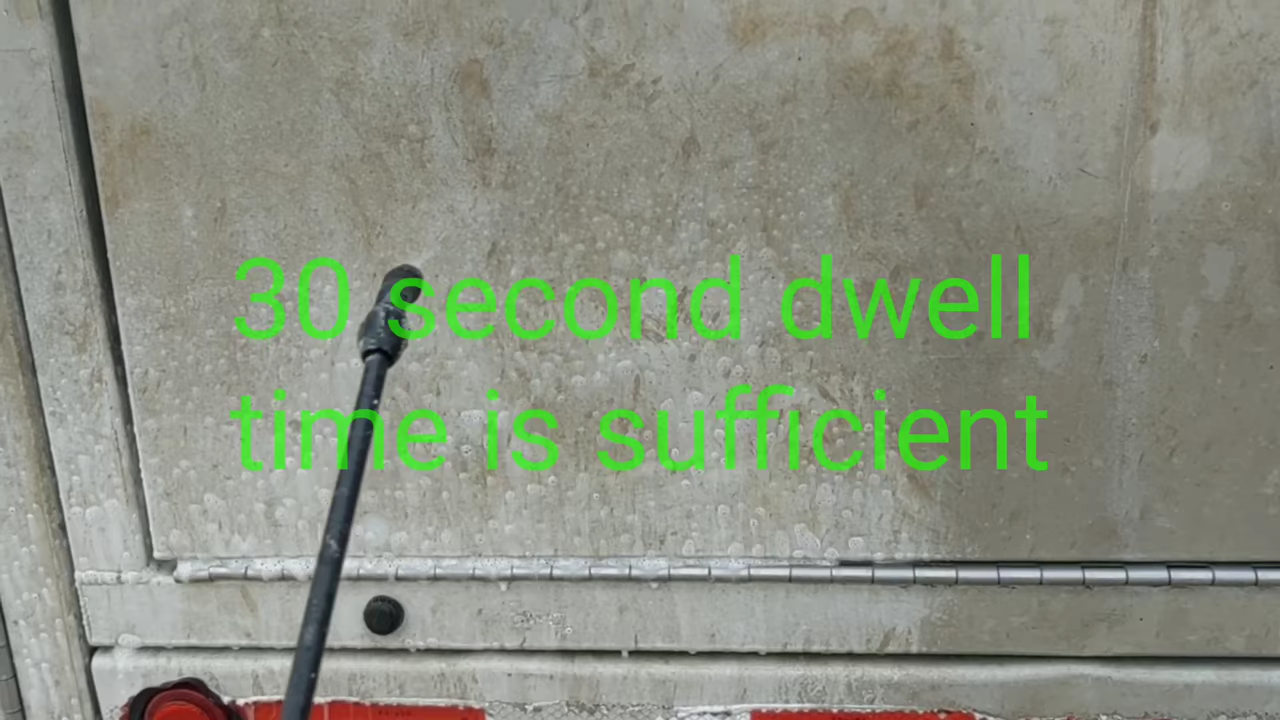 30 second dwell
time is sufficient